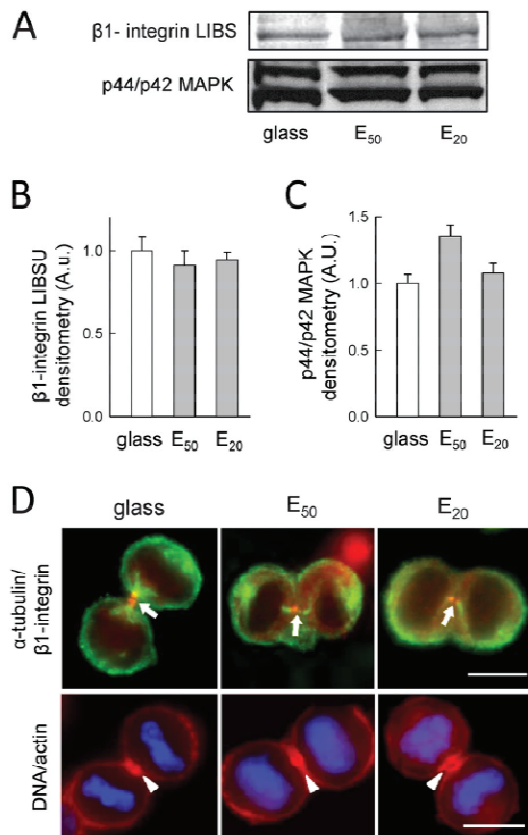 A
β1- integrin LIBS
p44/p42 MAPK
glass E50 E20
B
β1-integrin LIBSU
densitometry (A.u.)
1.0
0.5
0.0
glass E50 E20
C
p44/p42 MAPK
densitometry (A.U.)
1.5
1.0
0.5
0.0
glass E50 E20
D
glass E50 E20
α-tubulin/
β1-integrin
DNA/actin